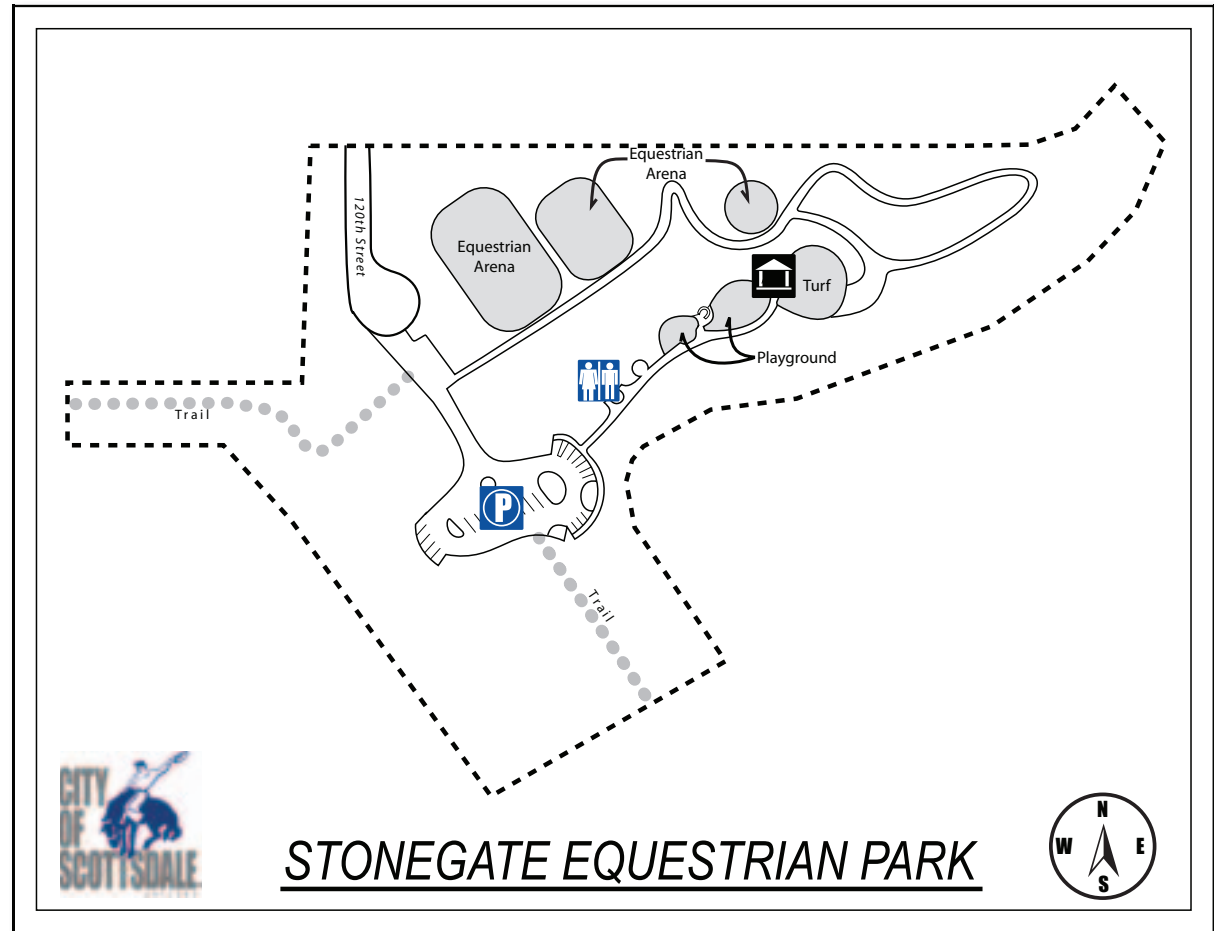 Equestrian
Arena
120th Street
Equestrian
Arena
Turf
Playground
Trail
P
Trail
CITY
OF
SCOTTSDALE
STONEGATE EQUESTRIAN PARK
N
W
E
S